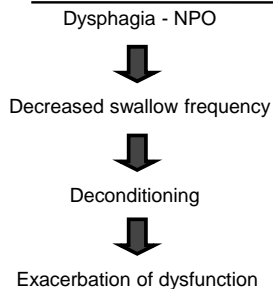 Dysphagia - NPO
Decreased swallow frequency
Deconditioning
Exacerbation of dysfunction